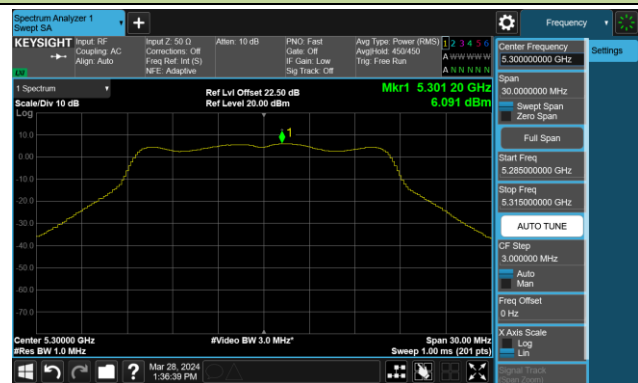 Spectrum Analyzer 1
Swept SA
Frequency
KEYSIGHT
Input: RF
Coupling: AC
Align: Auto
Input Z: 50 Ω
Corrections: Off
Freq Ref: Int (S)
NFE: Adaptive
Atten: 10 dB
PNO: Fast
Gate: Off
IF Gain: Low
Sig Track: Off
Avg Type: Power (RMS)
Avg|Hold: 450/450
Trig: Free Run
1 2 3 4 5 6
A W W W W W
A N N N N N
1 Spectrum
Scale/Div 10 dB
Log
Ref Lvl Offset 22.50 dB
Ref Level 20.00 dBm
Mkr1 5.301 20 GHz
6.091 dBm
1
10.0
0.00
-10.0
-20.0
-30.0
-40.0
-50.0
-60.0
-70.0
Center 5.30000 GHz
#Res BW 1.0 MHz
#Video BW 3.0 MHz*
Span 30.00 MHz
Sweep 1.00 ms (201 pts)
Center Frequency
5.300000000 GHz
Settings
Span
30.0000000 MHz
Swept Span
Zero Span
Full Span
Start Freq
5.285000000 GHz
Stop Freq
5.315000000 GHz
AUTO TUNE
CF Step
3.000000 MHz
Auto
Man
Freq Offset
0 Hz
X Axis Scale
Log
Lin
Signal Track
(Span Zoom)
Mar 28, 2024
1:36:39 PM